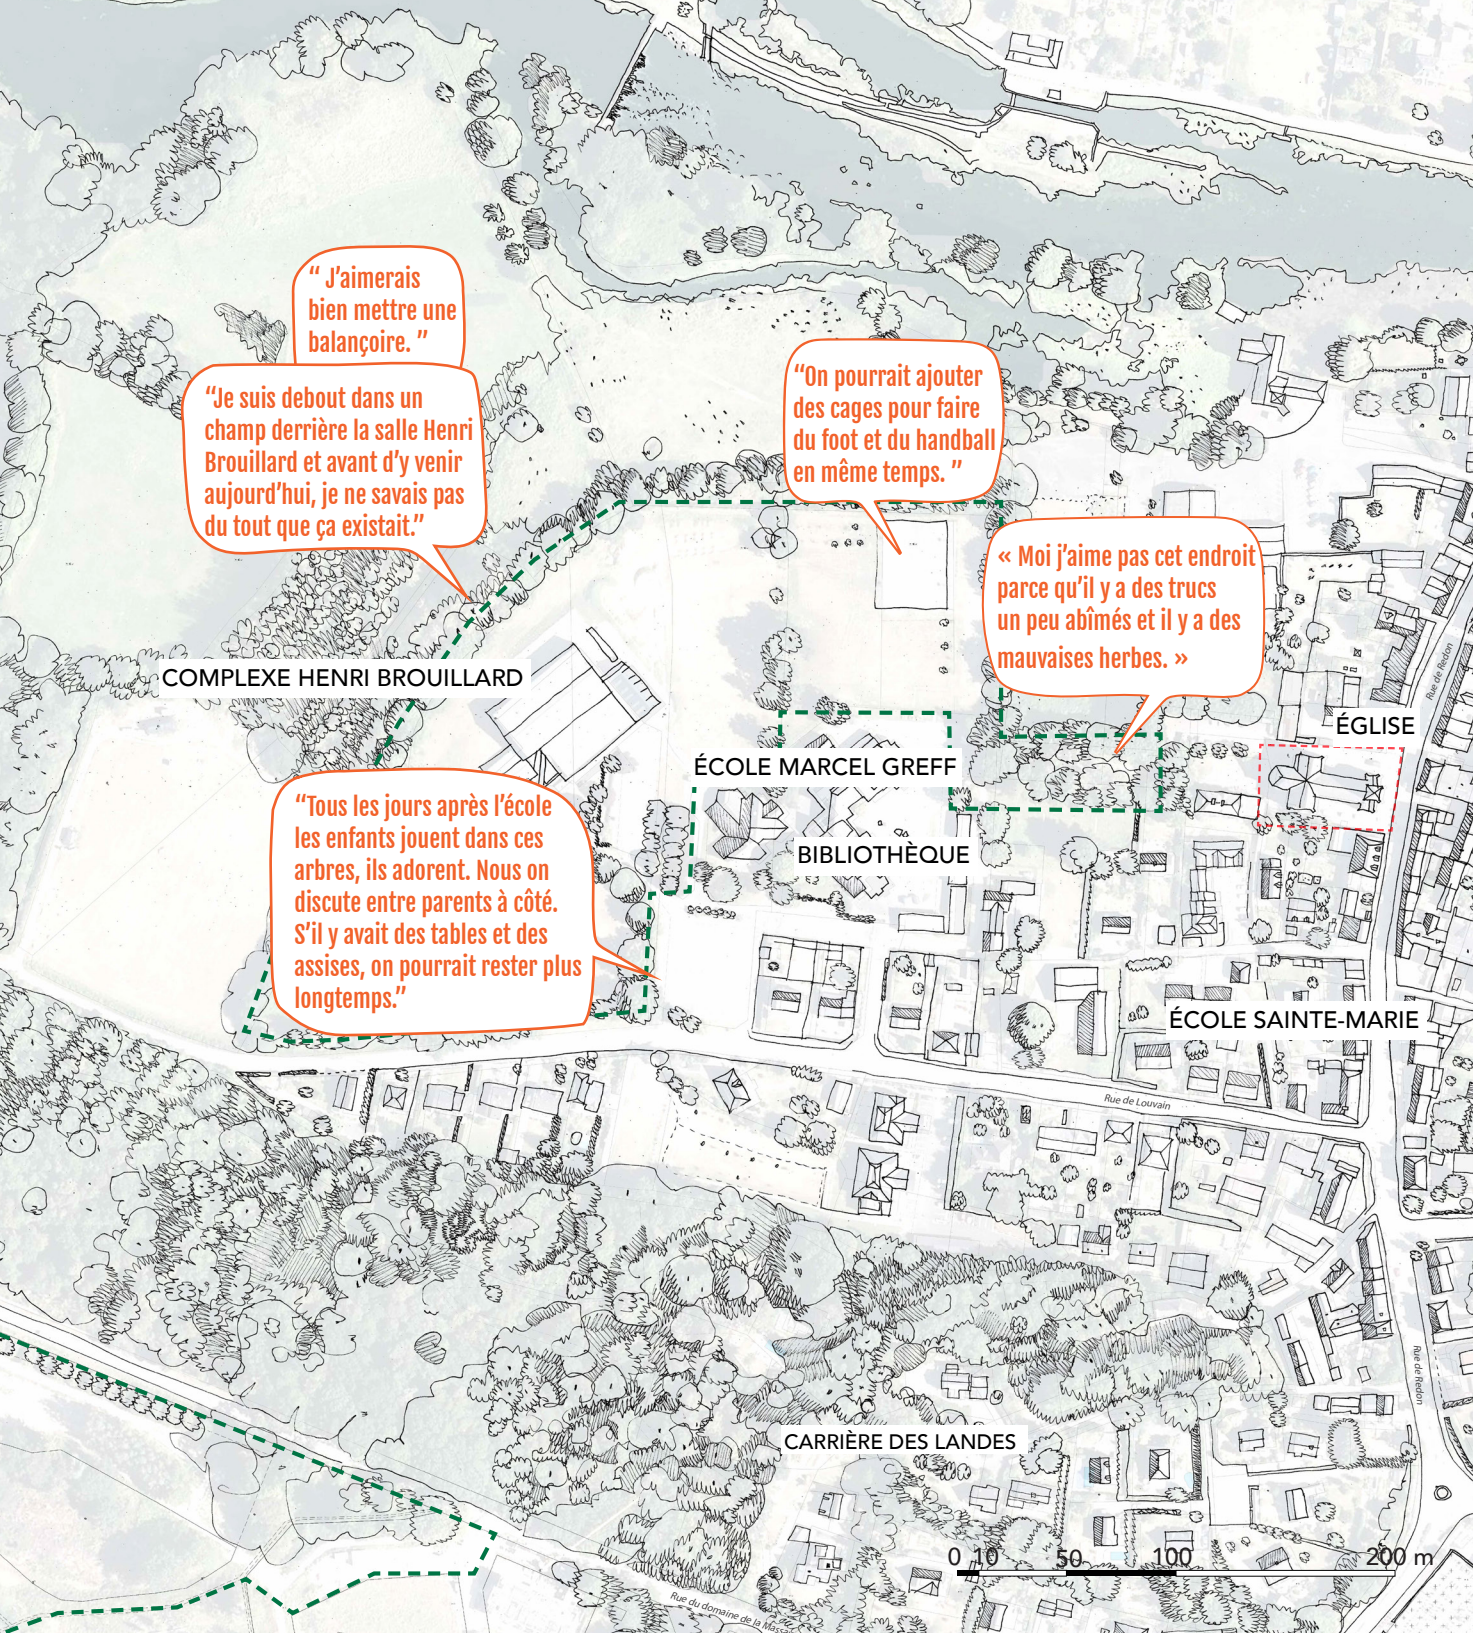 “ J’aimerais
bien mettre une
balançoire. ”
“Je suis debout dans un
champ derrière la salle Henri
Brouillard et avant d’y venir
aujourd’hui, je ne savais pas
du tout que ça existait.”
“On pourrait ajouter
des cages pour faire
du foot et du handball
en même temps. ”
« Moi j’aime pas cet endroit
parce qu’il y a des trucs
un peu abîmés et il y a des
mauvaises herbes. »
Rue de Redon
COMPLEXE HENRI BROUILLARD
ÉGLISE
ÉCOLE MARCEL GREFF
“Tous les jours après l’école
les enfants jouent dans ces
arbres, ils adorent. Nous on
discute entre parents à côté.
S’il y avait des tables et des
assises, on pourrait rester plus
longtemps.”
BIBLIOTHÈQUE
ÉCOLE SAINTE-MARIE
Rue de Louvain
Rue de Redon
CARRIÈRE DES LANDES
0 10 50 100 200 m
Rue du domaine de la